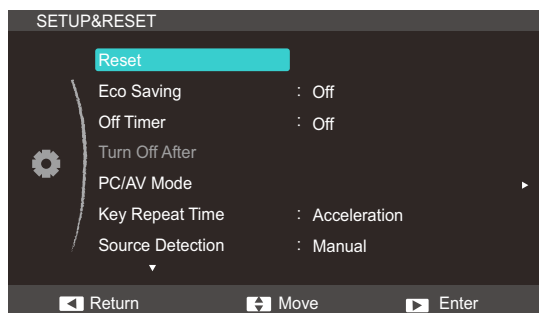 SETUP&RESET
Reset
Eco Saving : Off
Off Timer : Off
Turn Off After
PC/AV Mode
Key Repeat Time : Acceleration
Source Detection : Manual
Return Move Enter